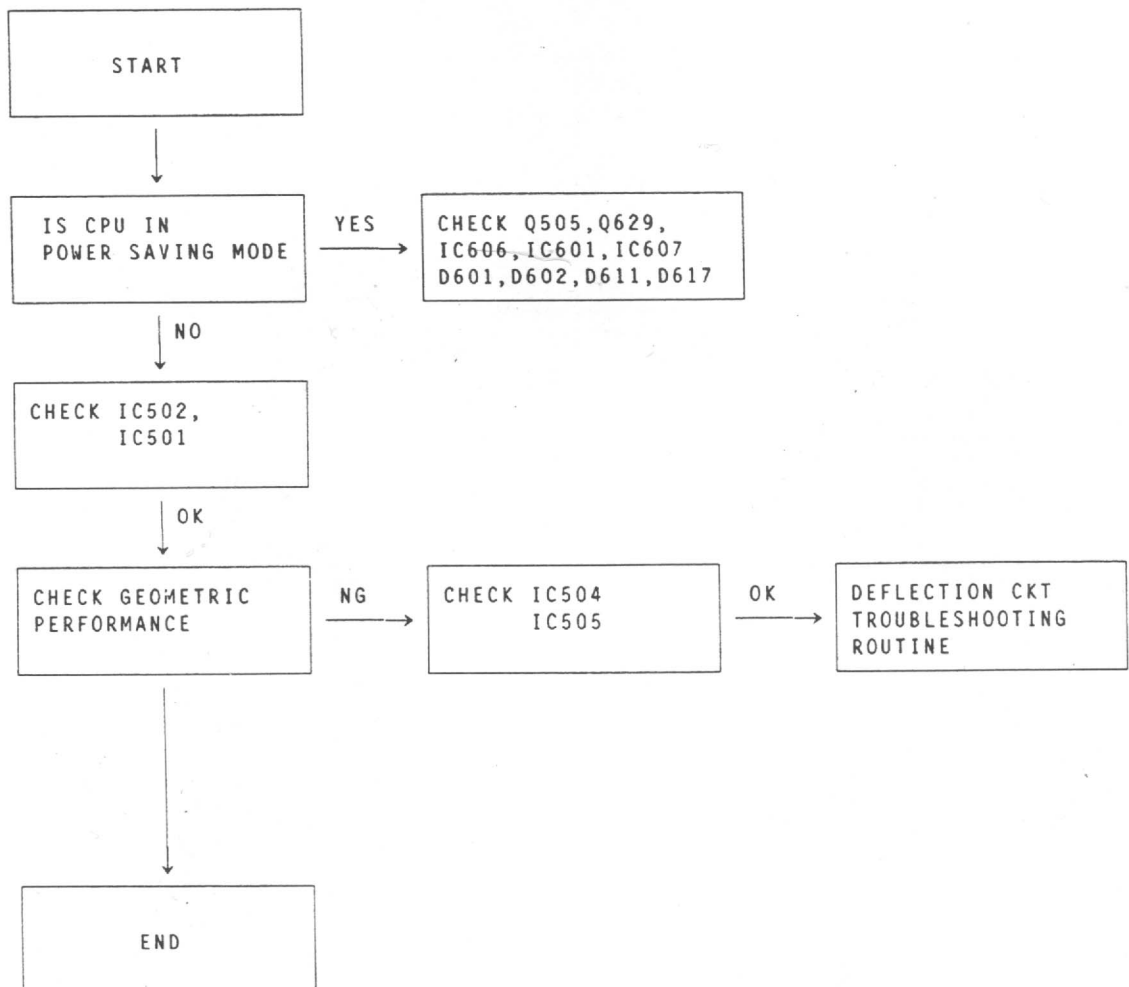 START
IS CPU IN
POWER SAVING MODE
YES
CHECK Q505,Q629,
IC606,IC601,IC607
D601,D602,D611,D617
NO
CHECK IC502,
IC501
OK
CHECK GEOMETRIC
PERFORMANCE
NG
CHECK IC504
IC505
OK
DEFLECTION CKT
TROUBLESHOOTING
ROUTINE
END